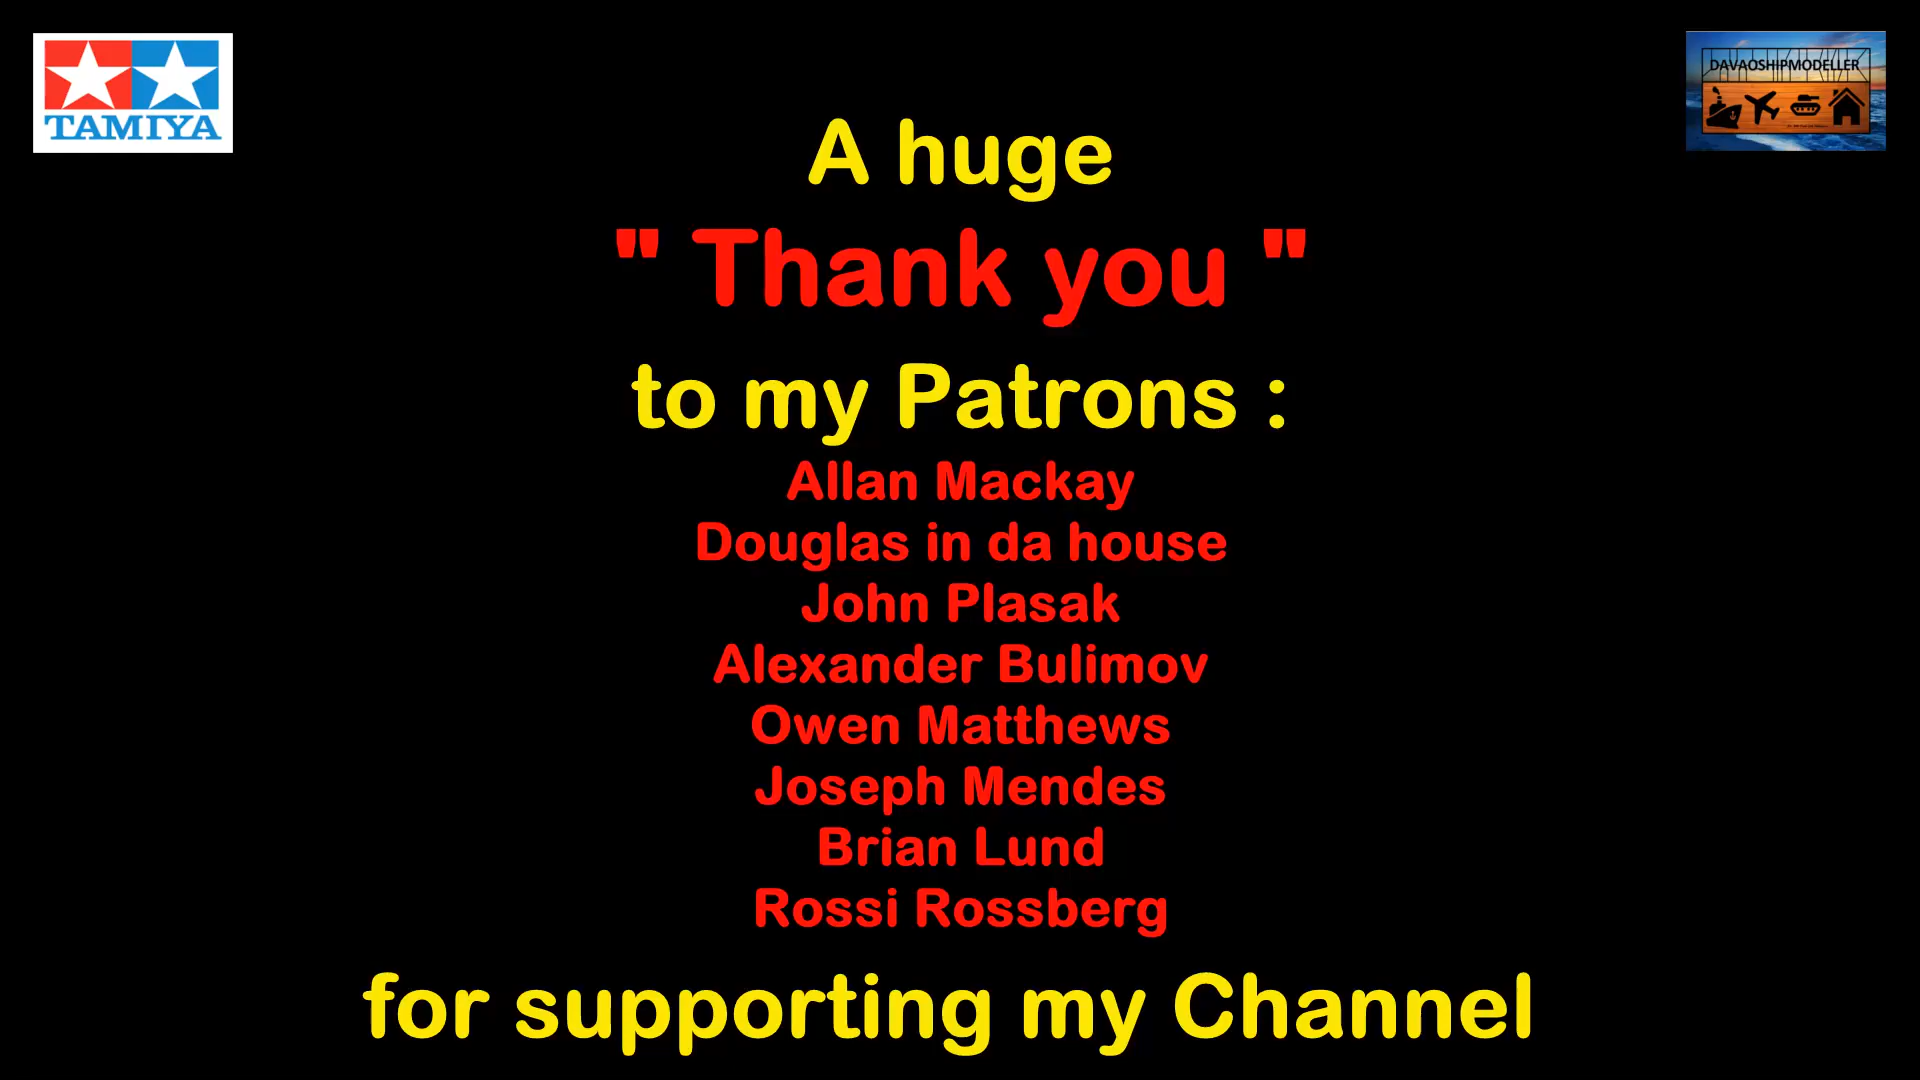 TAMIYA
DAVAOSHIPMODELLER
A huge
" Thank you "
to my Patrons :
Allan Mackay
Douglas in da house
John Plasak
Alexander Bulimov
Owen Matthews
Joseph Mendes
Brian Lund
Rossi Rossberg
for supporting my Channel